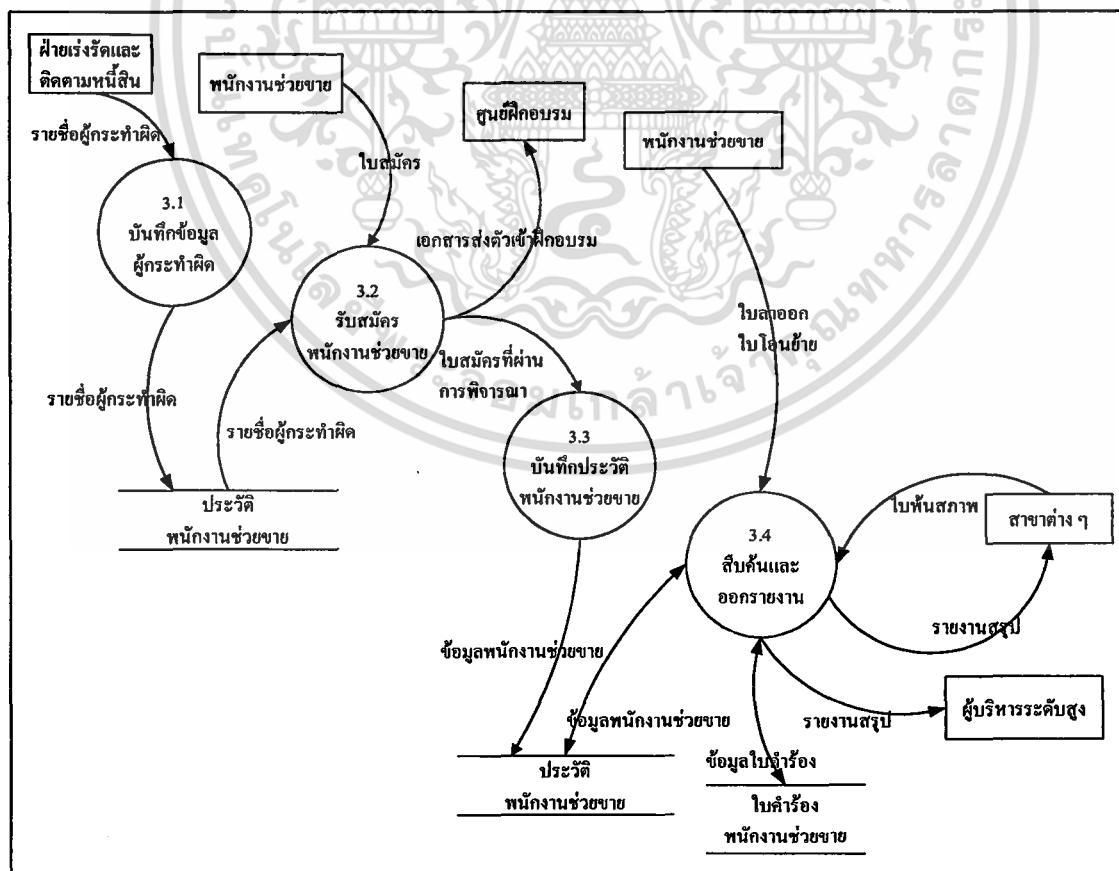 ฝ่ายเร่งรัดและ
ติดตามหนี้สิน
พนักงานช่วยขาย
ศูนย์ฝึกอบรม
พนักงานช่วยขาย
รายชื่อผู้กระทำผิด
ใบสมัคร
3.1
บันทึกข้อมูล
ผู้กระทำผิด
เอกสารส่งตัวเข้าฝึกอบรม
3.2
รับสมัคร
พนักงานช่วยขาย
ใบลาออก
ใบโอนย้าย
ใบสมัครที่ผ่าน
การพิจารณา
รายชื่อผู้กระทำผิด
รายชื่อผู้กระทำผิด
3.3
บันทึกประวัติ
พนักงานช่วยขาย
ประวัติ
พนักงานช่วยขาย
ใบพ้นสภาพ
สาขาต่าง ๆ
3.4
สืบค้นและ
ออกรายงาน
รายงานสรุป
ข้อมูลพนักงานช่วยขาย
ข้อมูลพนักงานช่วยขาย
รายงานสรุป
ผู้บริหารระดับสูง
ข้อมูลใบคำร้อง
ประวัติ
พนักงานช่วยขาย
ใบคำร้อง
พนักงานช่วยขาย